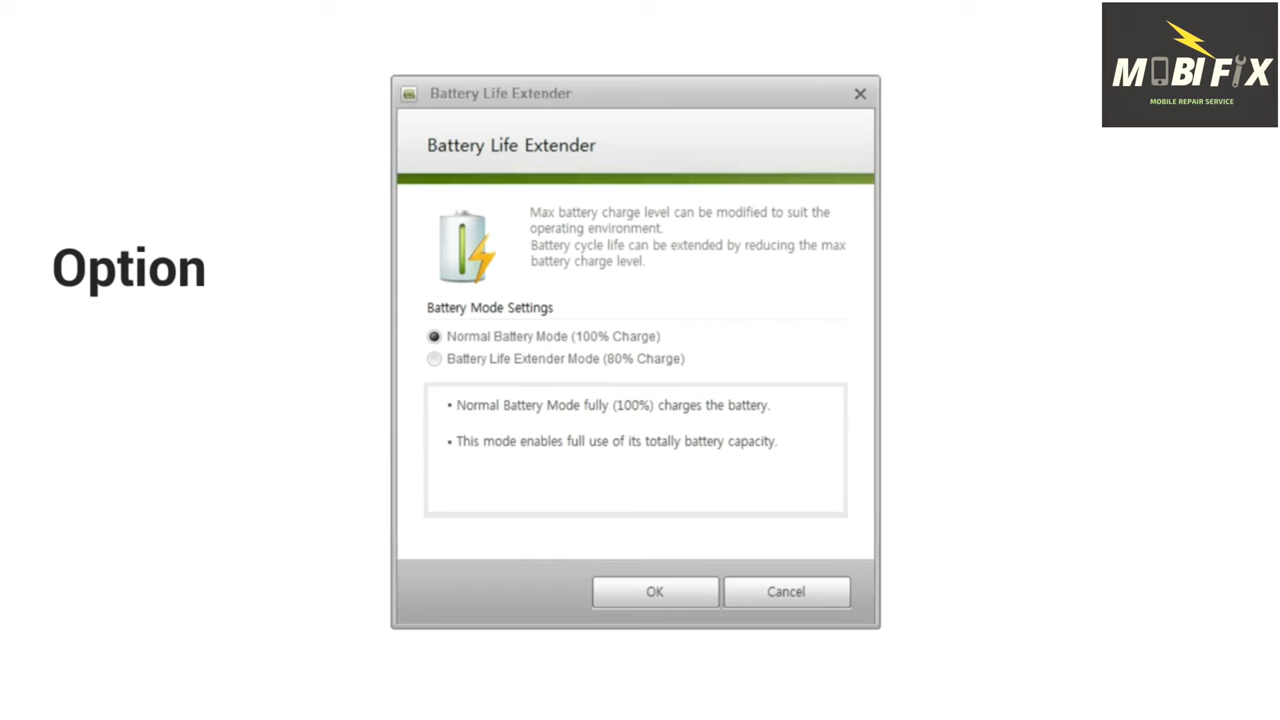 MOBI FIX
MOBILE REPAIR SERVICE
Battery Life Extender
Battery Life Extender
Max battery charge level can be modified to suit the
operating environment.
Battery cycle life can be extended by reducing the max
battery charge level.
Option
Battery Mode Settings
Normal Battery Mode (100% Charge)
Battery Life Extender Mode (80% Charge)
• Normal Battery Mode fully (100%) charges the battery.
• This mode enables full use of its totally battery capacity.
OK
Cancel